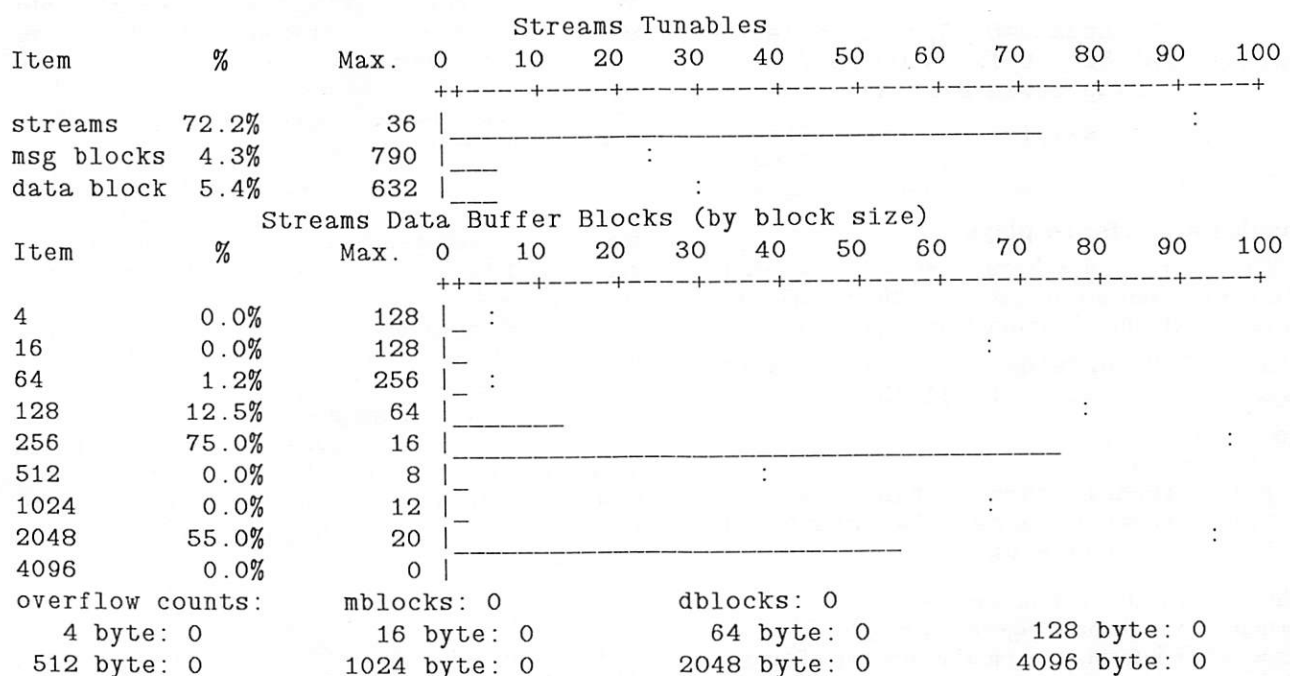 Streams Tunables
Item % Max. 0 10 20 30 40 50 60 70 80 90 100
++----+----+----+----+----+----+----+----+----+----+
streams 72.2% 36 |______________________________________ :
msg blocks 4.3% 790 |___ :
data block 5.4% 632 |___ :
Streams Data Buffer Blocks (by block size)
Item % Max. 0 10 20 30 40 50 60 70 80 90 100
++----+----+----+----+----+----+----+----+----+----+
4 0.0% 128 |_ :
16 0.0% 128 |_ :
64 1.2% 256 |_ :
128 12.5% 64 |_______ :
256 75.0% 16 |_______________________________________ :
512 0.0% 8 |_ :
1024 0.0% 12 |_ :
2048 55.0% 20 |_____________________________ :
4096 0.0% 0 |
overflow counts: mblocks: 0 dblocks: 0
4 byte: 0 16 byte: 0 64 byte: 0 128 byte: 0
512 byte: 0 1024 byte: 0 2048 byte: 0 4096 byte: 0